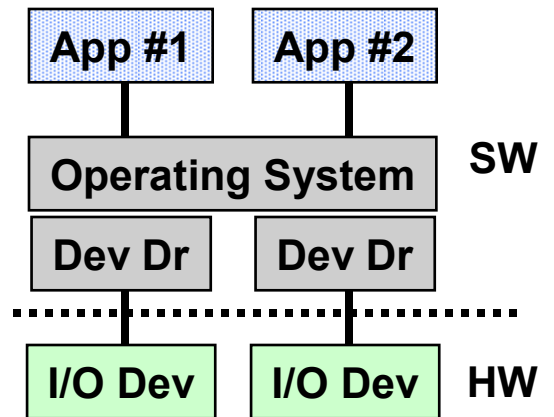 App #1 App #2
Operating System SW
Dev Dr Dev Dr
I/O Dev I/O Dev HW